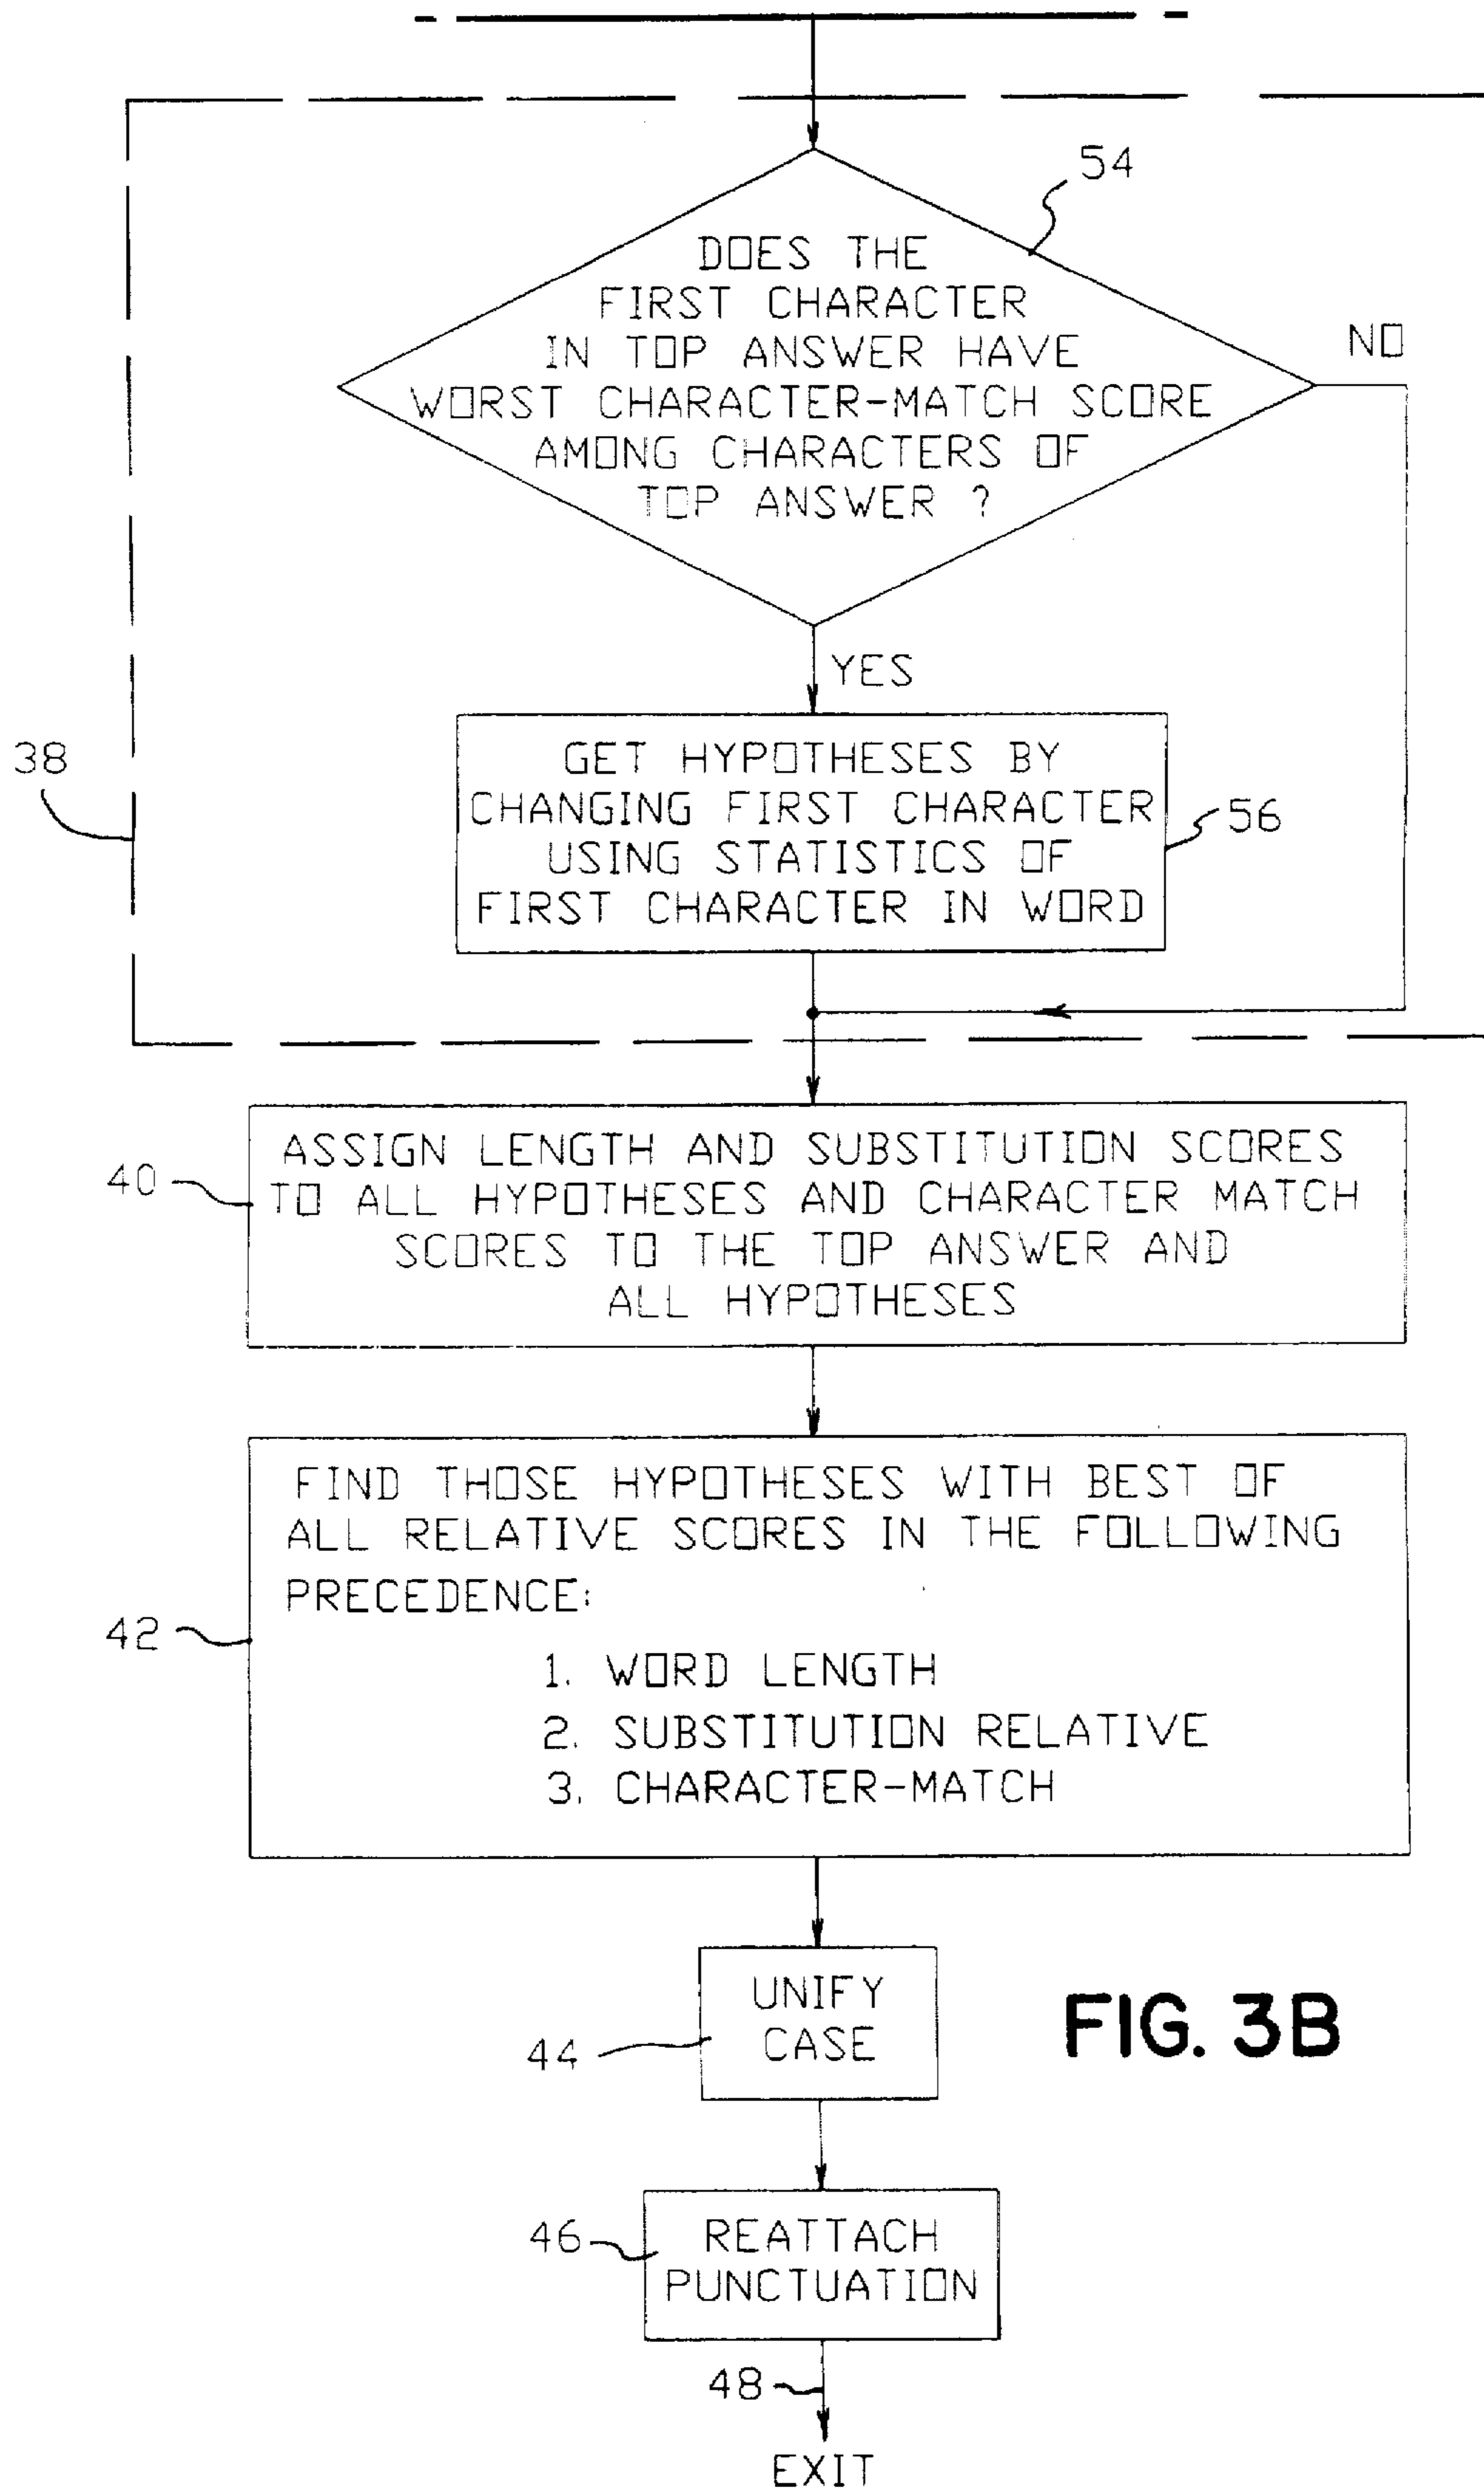 54
DOES THE
FIRST CHARACTER
IN TOP ANSWER HAVE
WORST CHARACTER-MATCH SCORE
AMONG CHARACTERS OF
TOP ANSWER ?
NO
YES
38
GET HYPOTHESES BY
CHANGING FIRST CHARACTER
USING STATISTICS OF
FIRST CHARACTER IN WORD
56
40
ASSIGN LENGTH AND SUBSTITUTION SCORES
TO ALL HYPOTHESES AND CHARACTER MATCH
SCORES TO THE TOP ANSWER AND
ALL HYPOTHESES
42
FIND THOSE HYPOTHESES WITH BEST OF
ALL RELATIVE SCORES IN THE FOLLOWING
PRECEDENCE:
1. WORD LENGTH
2. SUBSTITUTION RELATIVE
3. CHARACTER-MATCH
44
UNIFY
CASE
FIG. 3B
46
REATTACH
PUNCTUATION
48
EXIT